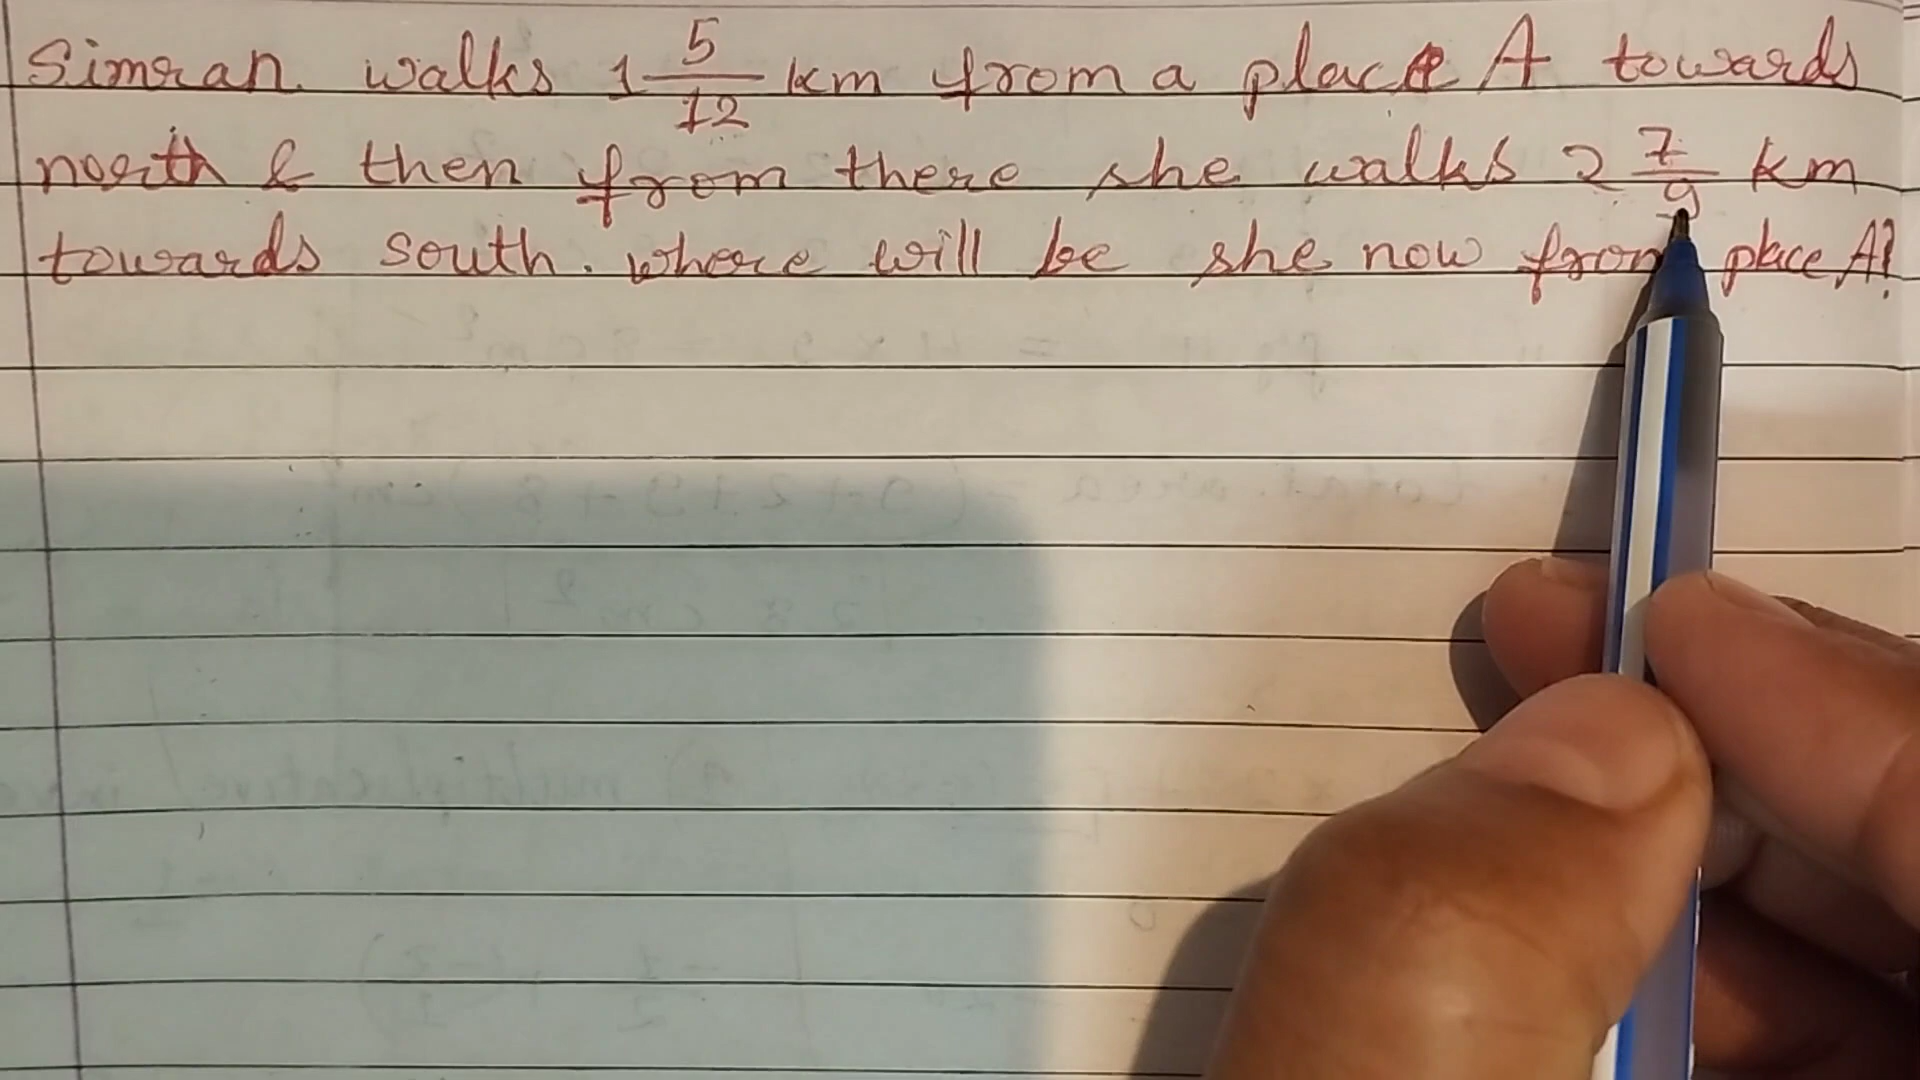 Simran walks 1 5/12 km from a place A towards
north & then from there she walks 2 7/9 km
towards south. where will be she now from place A?